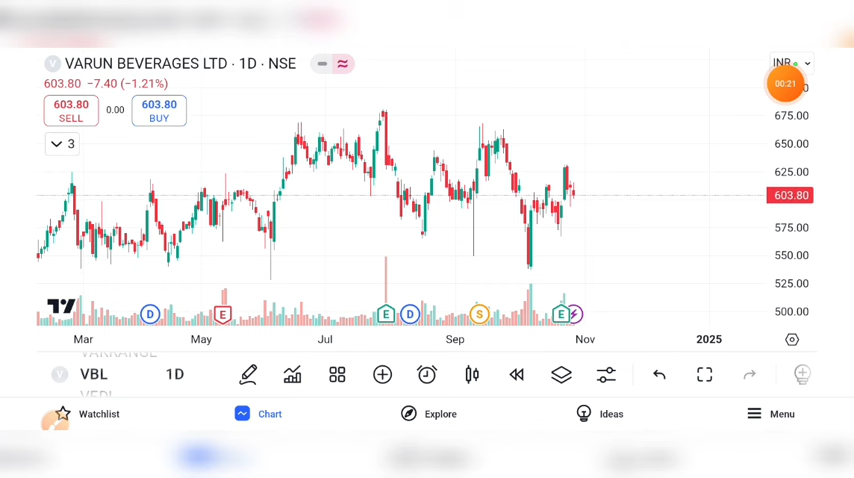 VARUN BEVERAGES LTD · 1D · NSE
INR
00:21
603.80 −7.40 (−1.21%)
603.80 SELL
0.00
603.80 BUY
3
675.00
650.00
625.00
603.80
575.00
550.00
525.00
500.00
D
E
E
D
S
E
Mar
May
Jul
Sep
Nov
2025
VBL
1D
Watchlist
Chart
Explore
Ideas
Menu